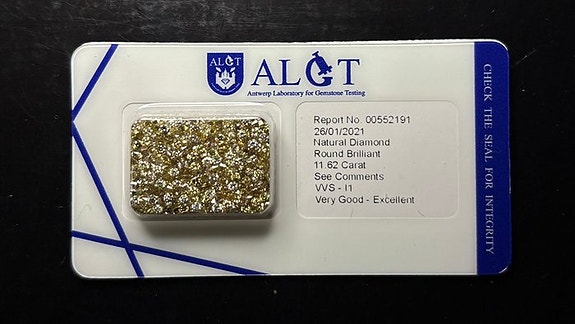 ALGT
ALGT
Antwerp Laboratory for Gemstone Testing
Report No. 00552191
26/01/2021
Natural Diamond
Round Brilliant
11.62 Carat
See Comments
VVS - I1
Very Good - Excellent
CHECK THE SEAL FOR INTEGRITY